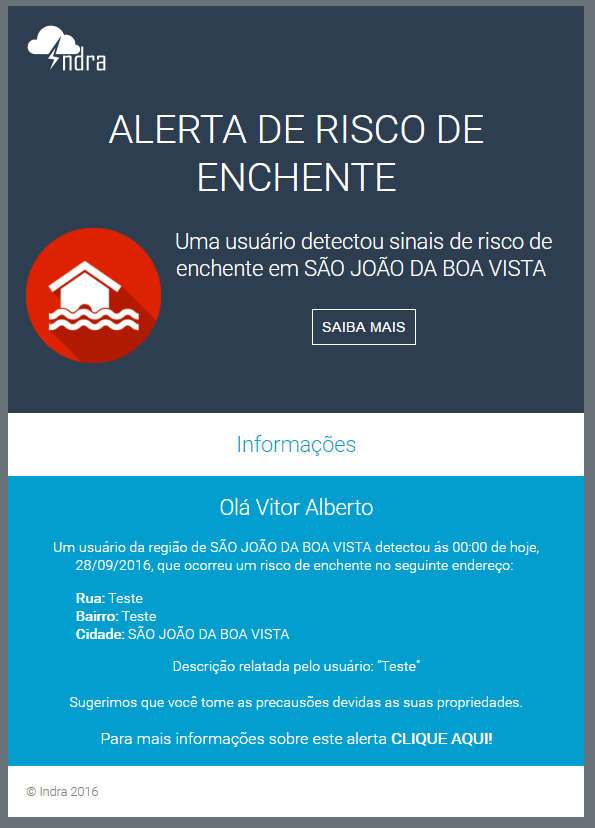 Indra
ALERTA DE RISCO DE
ENCHENTE
Uma usuário detectou sinais de risco de
enchente em SÃO JOÃO DA BOA VISTA
SAIBA MAIS
Informações
Olá Vitor Alberto
Um usuário da região de SÃO JOÃO DA BOA VISTA detectou ás 00:00 de hoje,
28/09/2016, que ocorreu um risco de enchente no seguinte endereço:
Rua: Teste
Bairro: Teste
Cidade: SÃO JOÃO DA BOA VISTA
Descrição relatada pelo usuário: "Teste"
Sugerimos que você tome as precausões devidas as suas propriedades.
Para mais informações sobre este alerta CLIQUE AQUI!
© Indra 2016